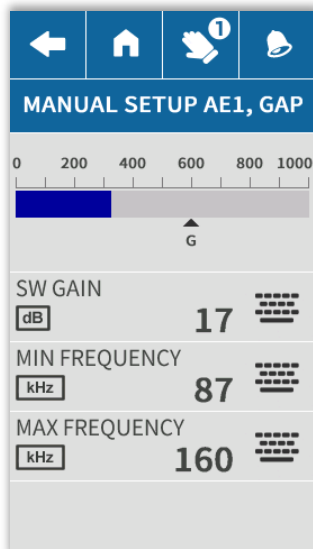 1
MANUAL SETUP AE1, GAP
0 200 400 600 800 1000
G
SW GAIN
dB 17
MIN FREQUENCY
kHz 87
MAX FREQUENCY
kHz 160